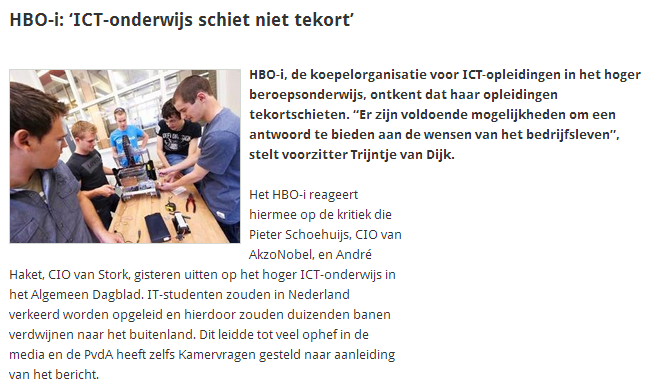 HBO-i: ‘ICT-onderwijs schiet niet tekort’
HBO-i, de koepelorganisatie voor ICT-opleidingen in het hoger
beroepsonderwijs, ontkent dat haar opleidingen
tekortschieten. “Er zijn voldoende mogelijkheden om een
antwoord te bieden aan de wensen van het bedrijfsleven”,
stelt voorzitter Trijntje van Dijk.
Het HBO-i reageert
hiermee op de kritiek die
Pieter Schoehuijs, CIO van
AkzoNobel, en André
Haket, CIO van Stork, gisteren uitten op het hoger ICT-onderwijs in
het Algemeen Dagblad. IT-studenten zouden in Nederland
verkeerd worden opgeleid en hierdoor zouden duizenden banen
verdwijnen naar het buitenland. Dit leidde tot veel ophef in de
media en de PvdA heeft zelfs Kamervragen gesteld naar aanleiding
van het bericht.